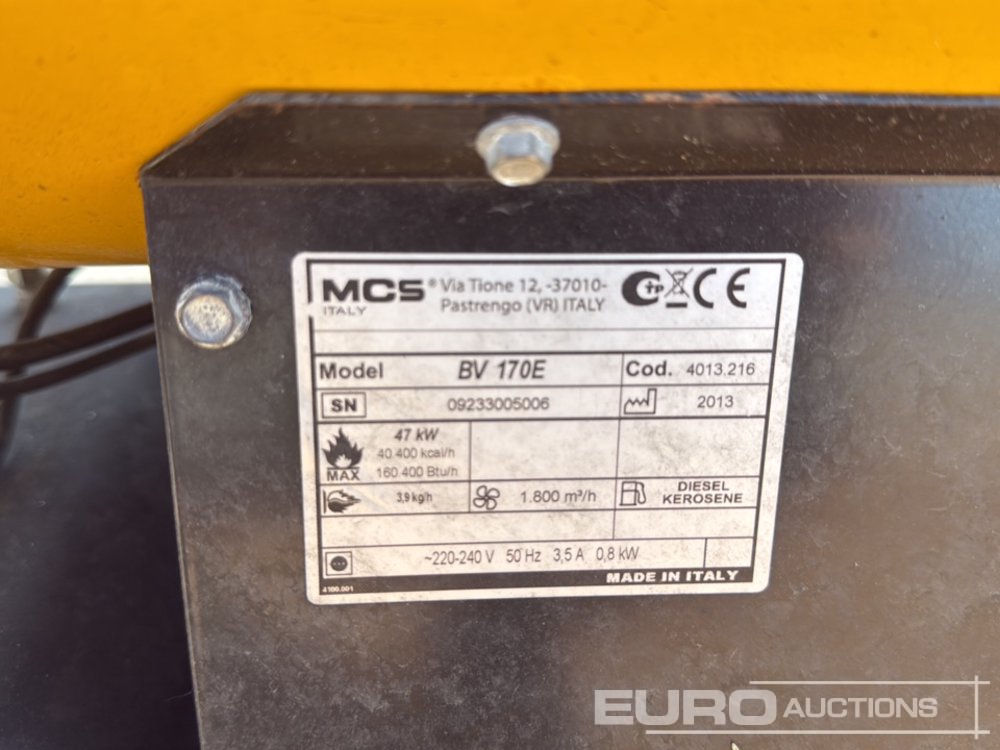 MCS® Via Tione 12, -37010-
ITALY Pastrengo (VR) ITALY
TP CE
Model BV 170E Cod. 4013.216
SN 09233005006 2013
47 kW
40.400 kcal/h
MAX 160.400 Btu/h
3,9 kg/h 1.800 m³/h DIESEL
KEROSENE
~220-240 V 50 Hz 3,5 A 0,8 kW
4100.001 MADE IN ITALY
EURO AUCTIONS